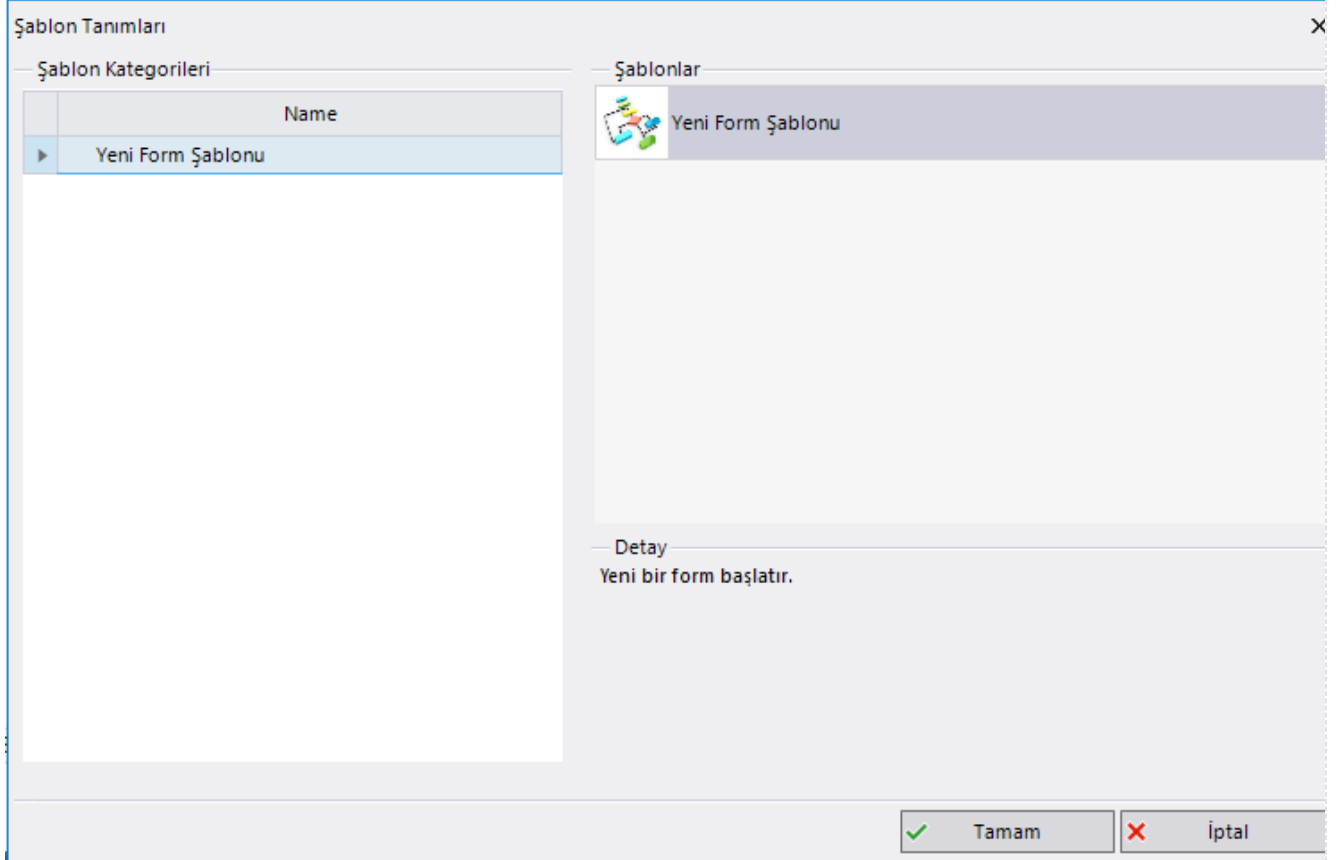 Şablon Tanımları
Şablon Kategorileri
Name
Yeni Form Şablonu
Şablonlar
Yeni Form Şablonu
Detay
Yeni bir form başlatır.
Tamam
İptal